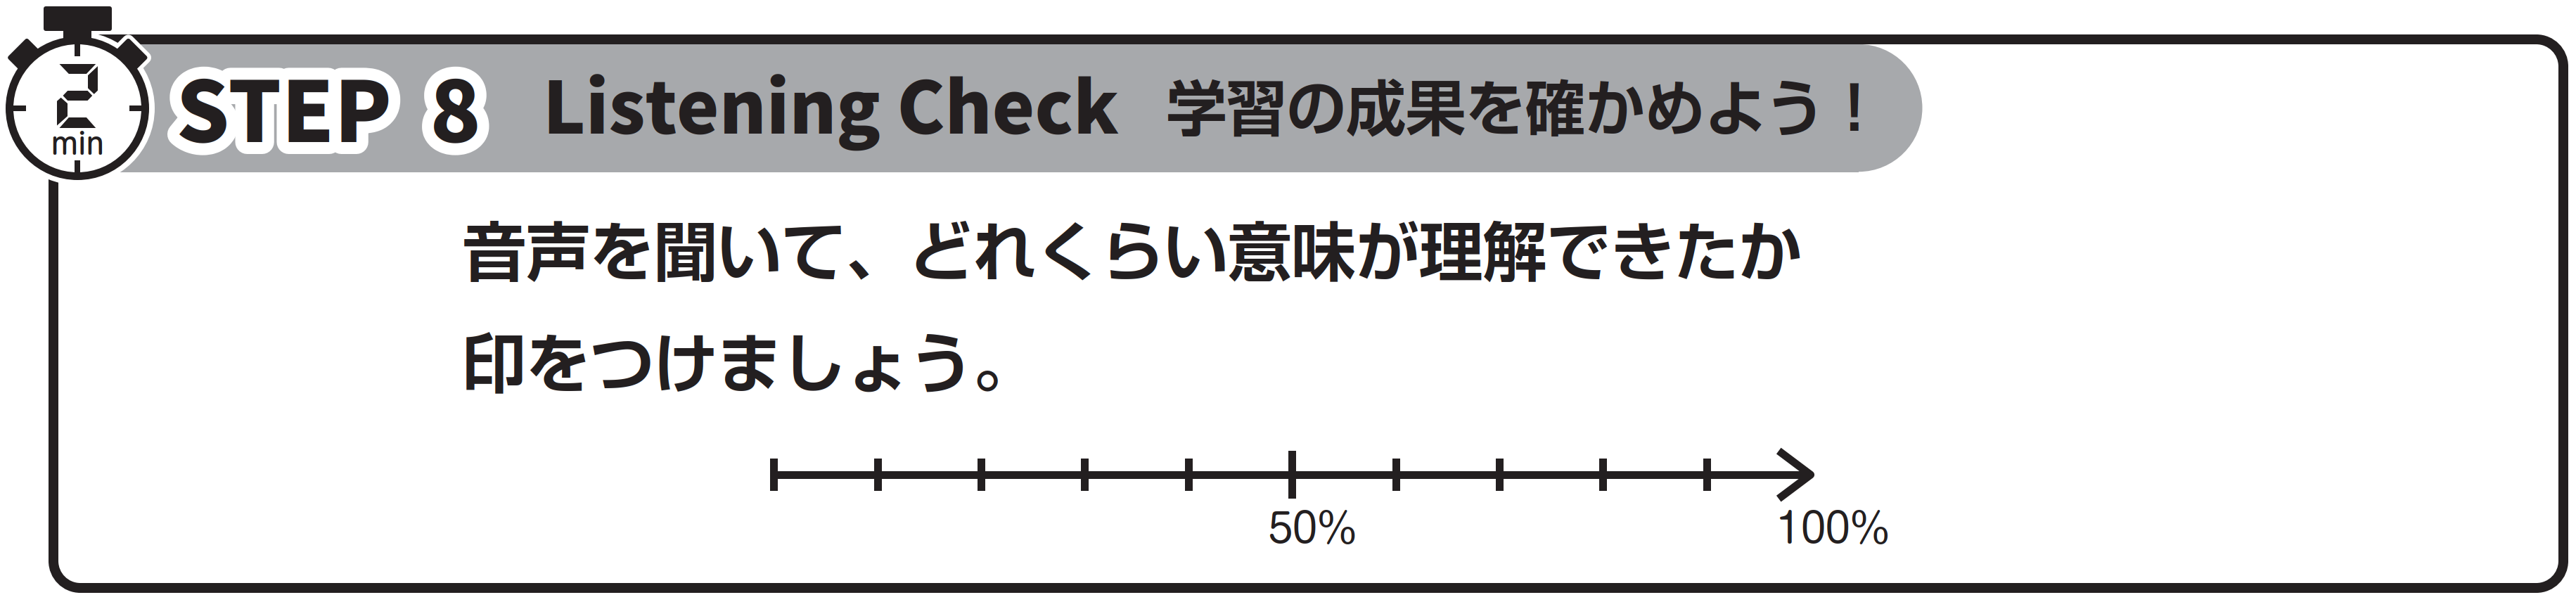 2
min
STEP 8 Listening Check 学習の成果を確かめよう！
音声を聞いて、どれくらい意味が理解できたか
印をつけましょう。
50% 100%